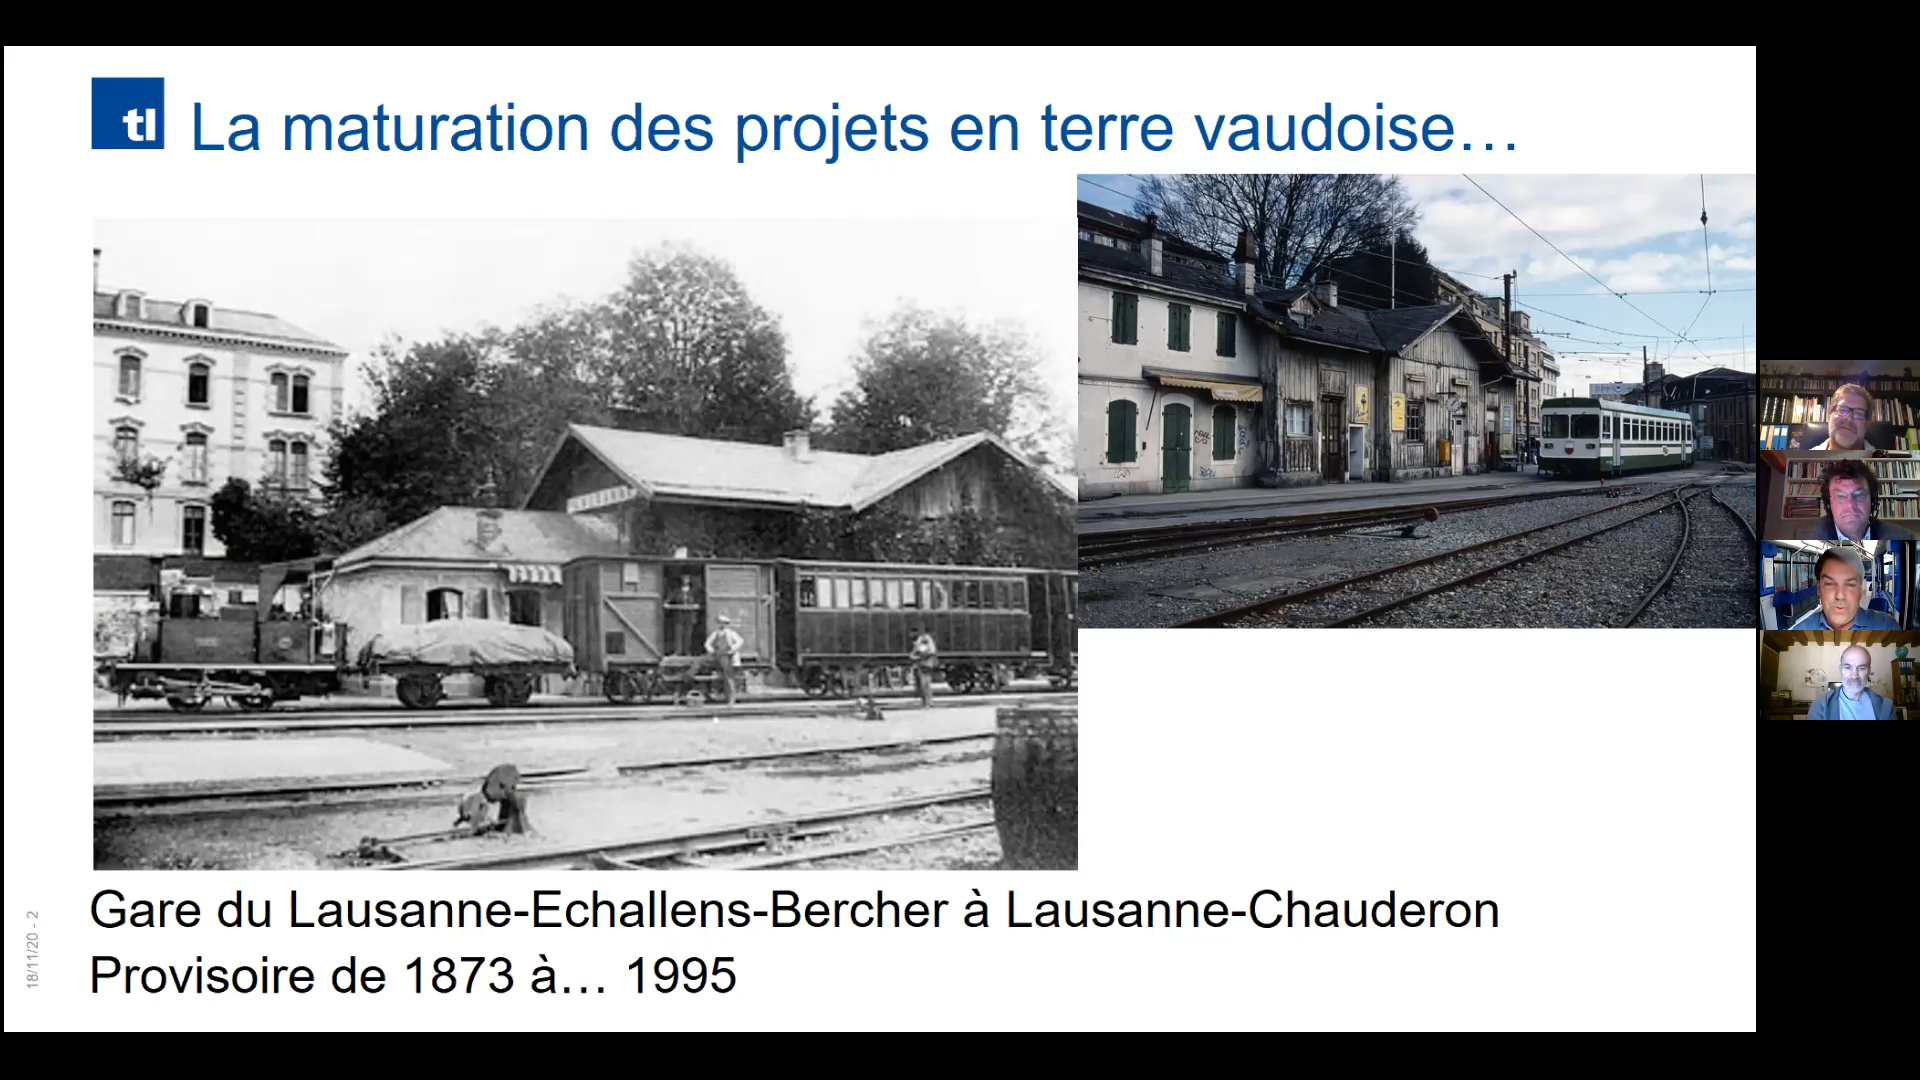 tl
La maturation des projets en terre vaudoise…
Gare du Lausanne-Echallens-Bercher à Lausanne-Chauderon
Provisoire de 1873 à… 1995
18/11/20 - 2